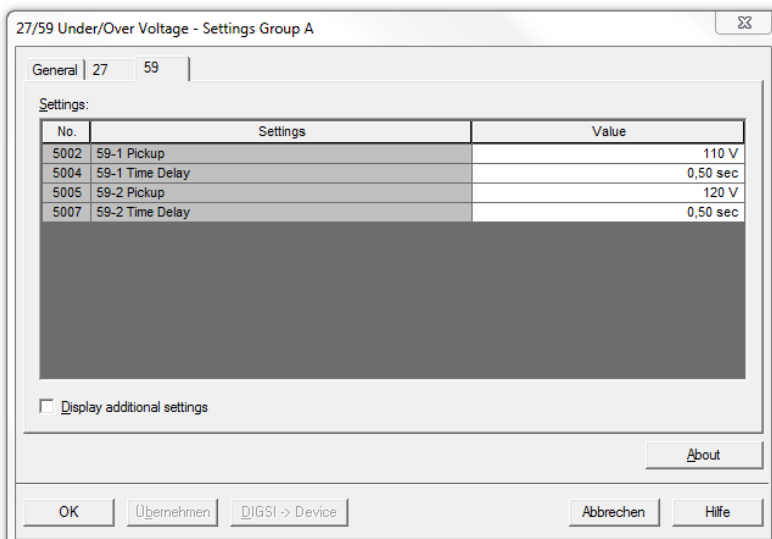 27/59 Under/Over Voltage - Settings Group A
General 27 59
Settings:
No. Settings Value
5002 59-1 Pickup 110 V
5004 59-1 Time Delay 0,50 sec
5005 59-2 Pickup 120 V
5007 59-2 Time Delay 0,50 sec
Display additional settings
About
OK Übernehmen DIGSI -> Device Abbrechen Hilfe